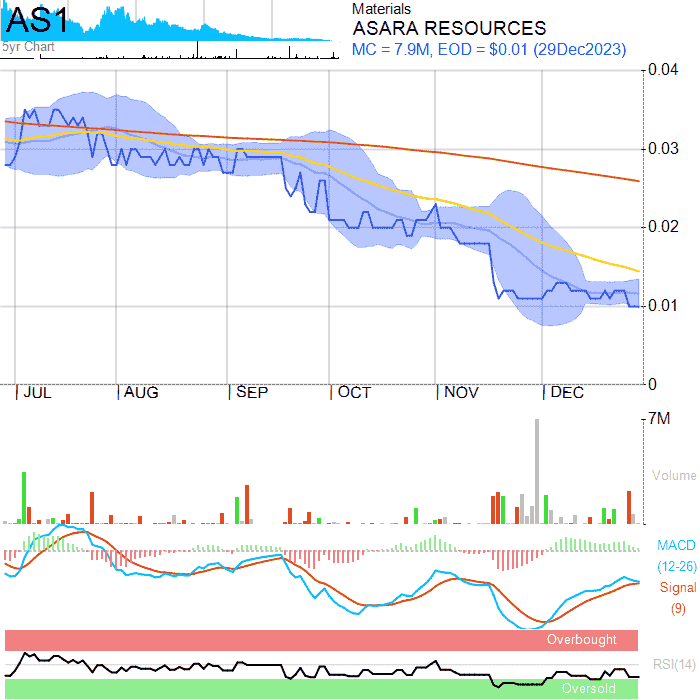 AS1
5yr Chart
Materials
ASARA RESOURCES
MC = 7.9M, EOD = $0.01 (29Dec2023)
0.04
0.03
0.02
0.01
0
JUL AUG SEP OCT NOV DEC
7M
Volume
MACD
(12-26)
Signal
(9)
Overbought
RSI(14)
Oversold